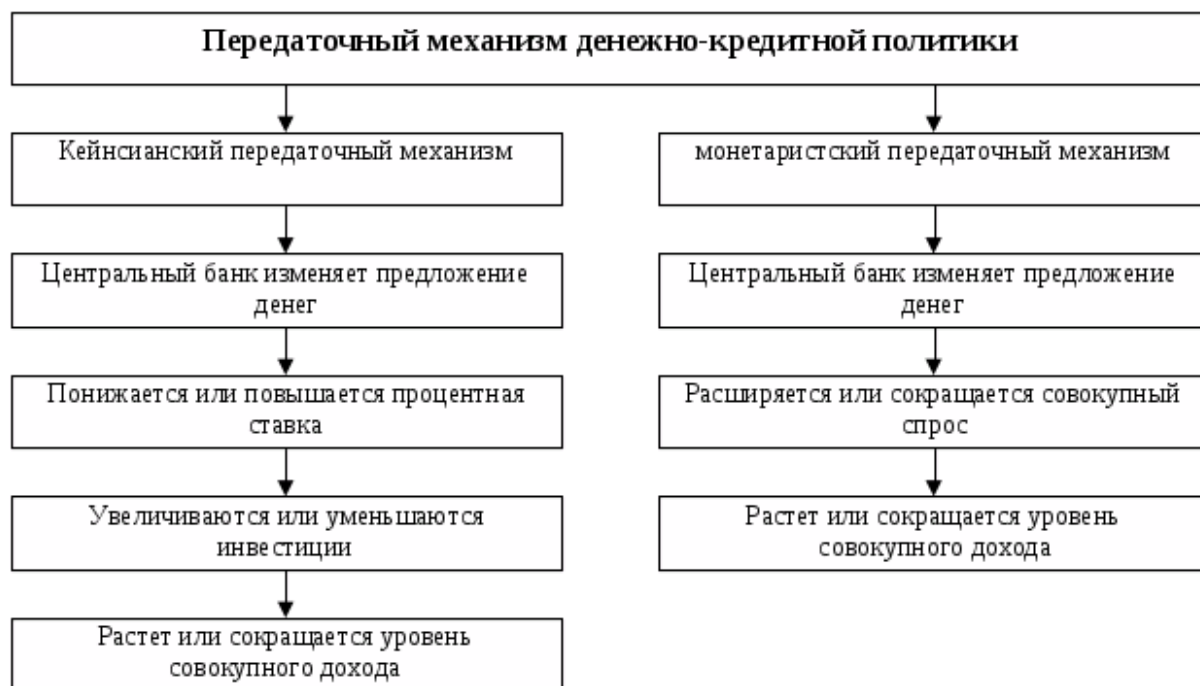 Передаточный механизм денежно-кредитной политики
Кейнсианский передаточный механизм
монетаристский передаточный механизм
Центральный банк изменяет предложение
денег
Центральный банк изменяет предложение
денег
Понижается или повышается процентная
ставка
Расширяется или сокращается совокупный
спрос
Увеличиваются или уменьшаются
инвестиции
Растет или сокращается уровень
совокупного дохода
Растет или сокращается уровень
совокупного дохода